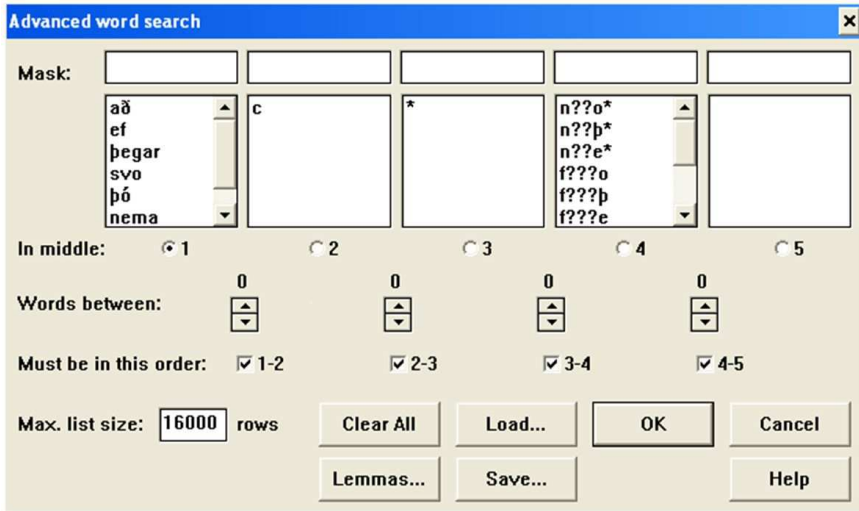 Advanced word search
Mask:
að
ef
þegar
svo
þó
nema
c
*
n??o*
n??þ*
n??e*
f???o
f???þ
f???e
In middle: 1 2 3 4 5
0 0 0 0
Words between:
Must be in this order: 1-2 2-3 3-4 4-5
Max. list size: 16000 rows Clear All Load... OK Cancel
Lemmas... Save... Help